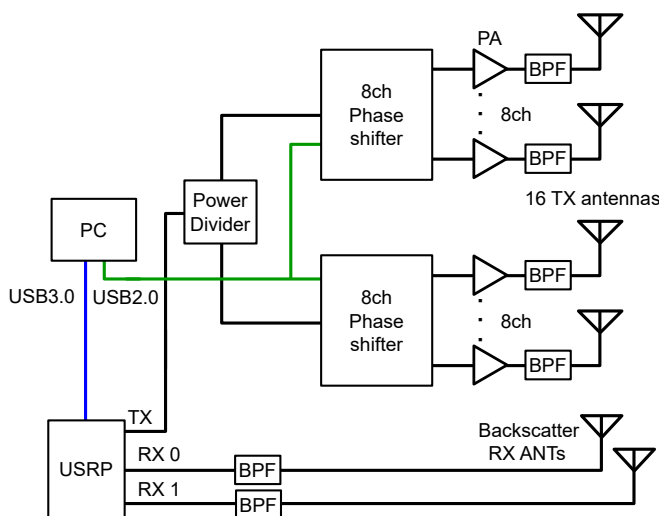 PA
BPF
8ch
Phase
shifter
8ch
BPF
Power
Divider
16 TX antennas
PC
BPF
USB3.0
USB2.0
8ch
Phase
shifter
8ch
BPF
TX
Backscatter
RX ANTs
RX 0
USRP
BPF
RX 1
BPF